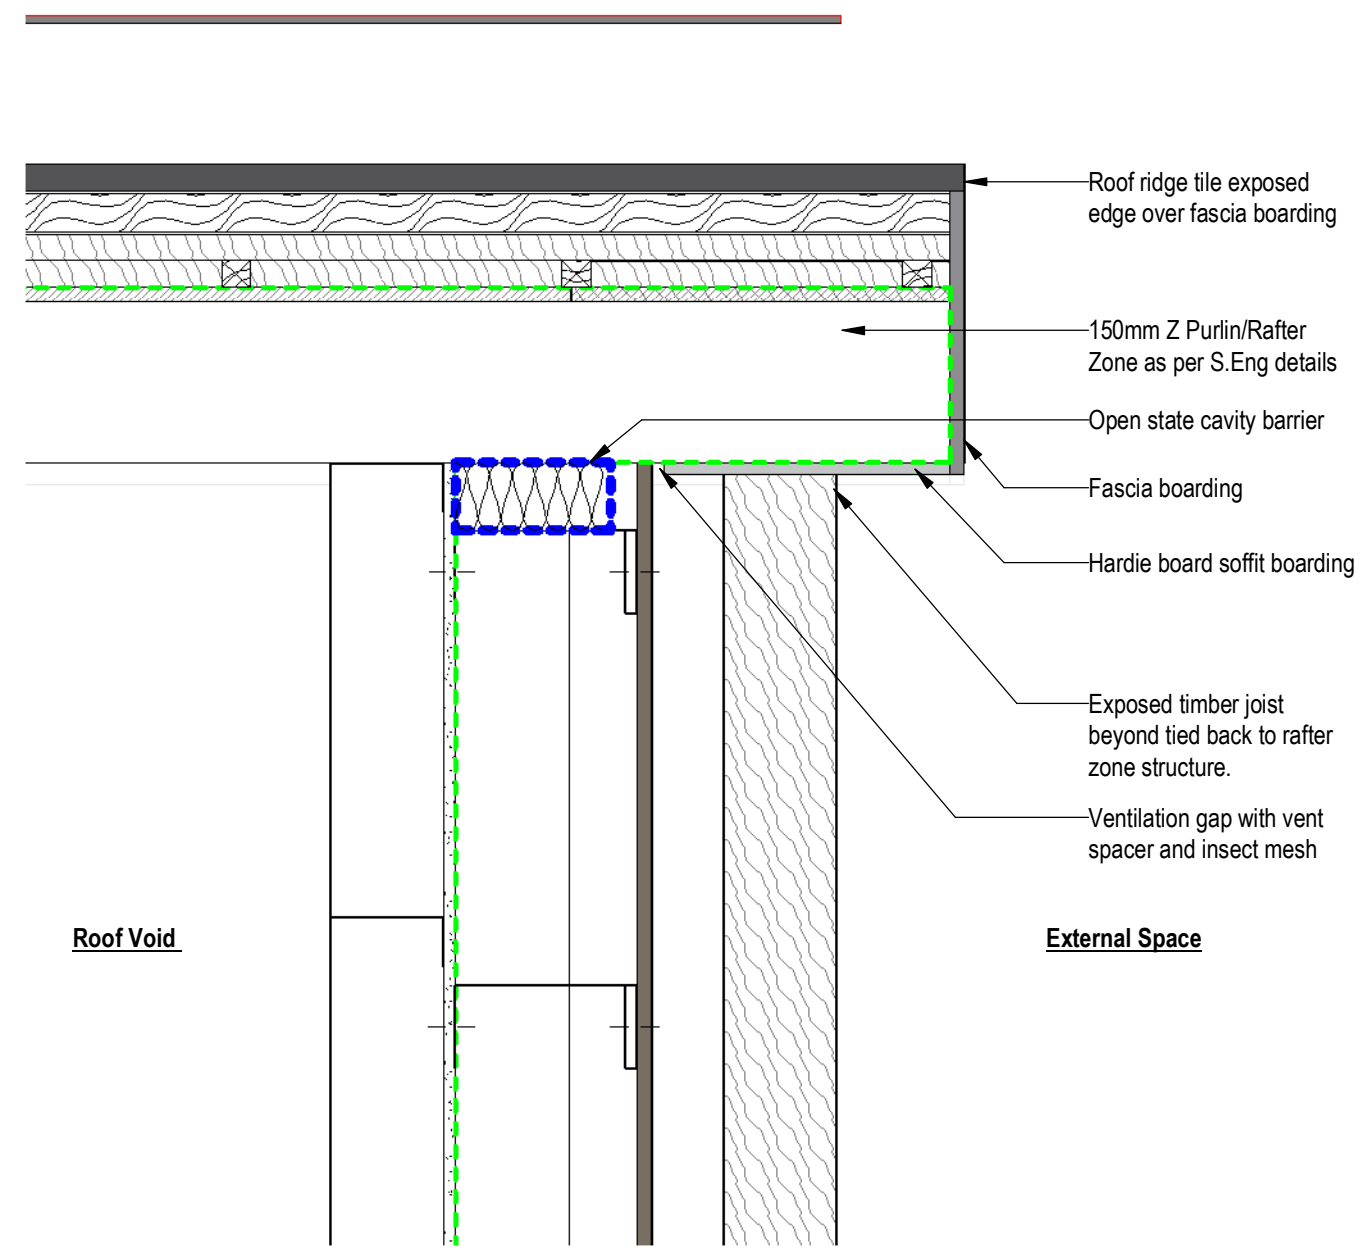 Roof ridge tile exposed
edge over fascia boarding
150mm Z Purlin/Rafter
Zone as per S.Eng details
Open state cavity barrier
Fascia boarding
Hardie board soffit boarding
Exposed timber joist
beyond tied back to rafter
zone structure.
Ventilation gap with vent
spacer and insect mesh
Roof Void
External Space